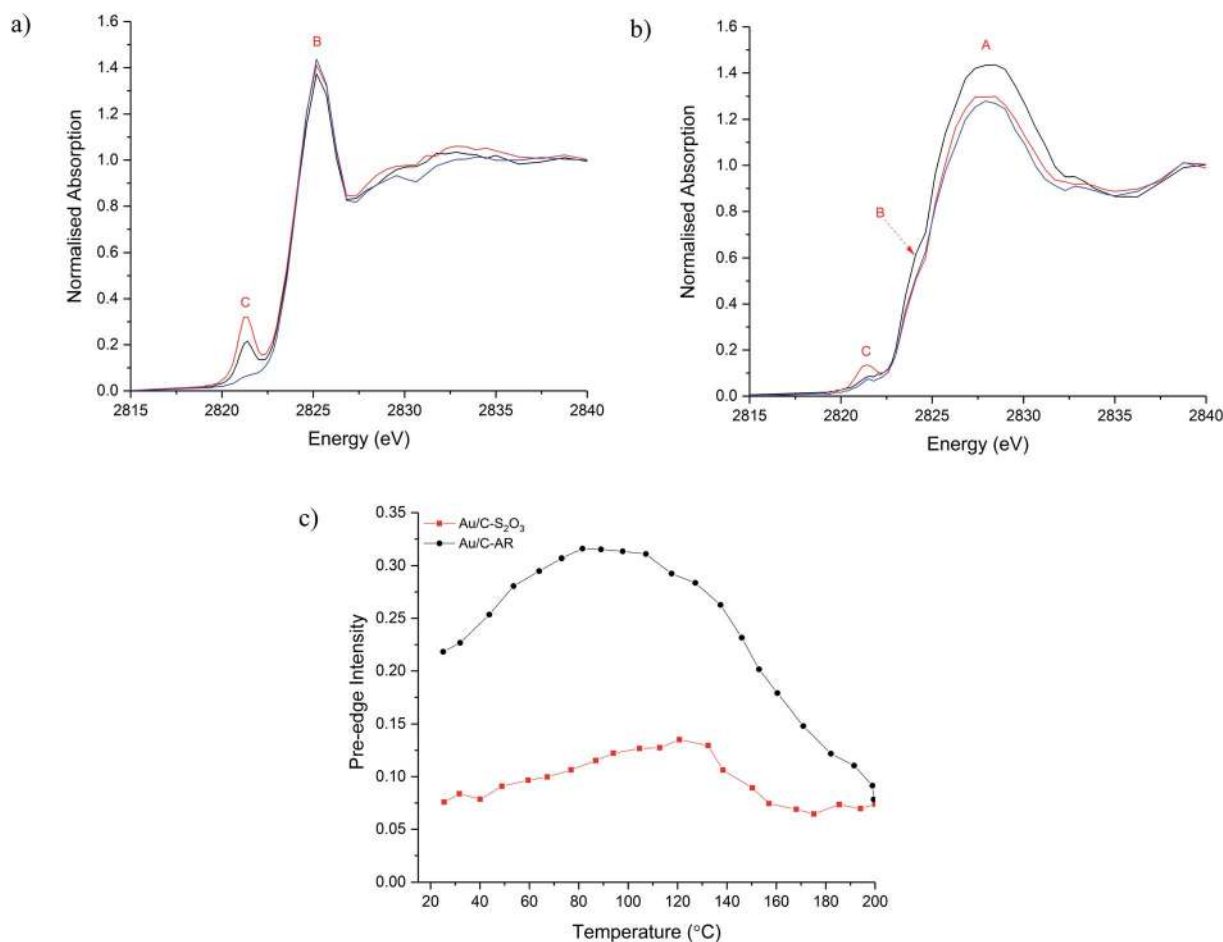 a)
B
C
Normalised Absorption
1.6
1.4
1.2
1.0
0.8
0.6
0.4
0.2
0.0
2815 2820 2825 2830 2835 2840
Energy (eV)
b)
A
B
C
Normalised Absorption
1.6
1.4
1.2
1.0
0.8
0.6
0.4
0.2
0.0
2815 2820 2825 2830 2835 2840
Energy (eV)
c)
Au/C-S₂O₃
Au/C-AR
Pre-edge Intensity
0.35
0.30
0.25
0.20
0.15
0.10
0.05
0.00
20 40 60 80 100 120 140 160 180 200
Temperature (°C)